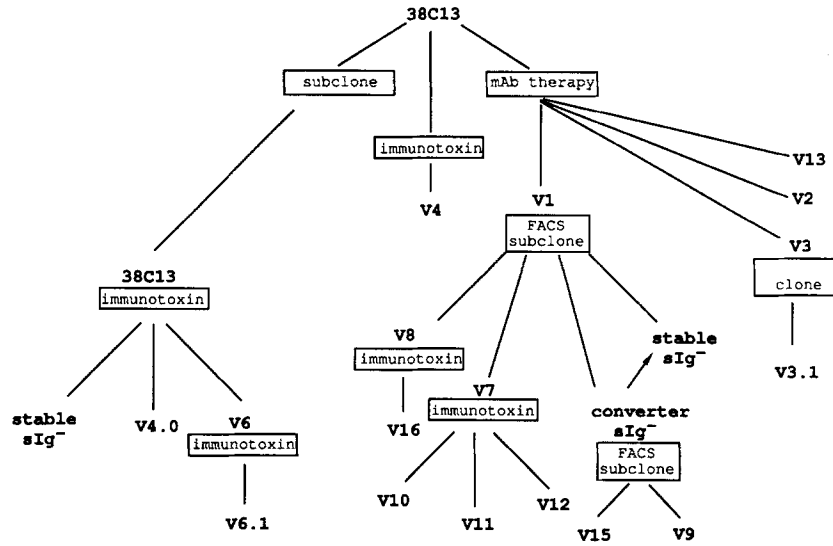 38C13
subclone
mAb therapy
immunotoxin
V13
V4
V1
V2
FACS
subclone
V3
clone
38C13
immunotoxin
V8
immunotoxin
stable
sIg⁻
V7
immunotoxin
V3.1
stable
sIg⁻
V4.0
V6
immunotoxin
V16
converter
sIg⁻
FACS
subclone
V10
V11
V12
V6.1
V15
V9